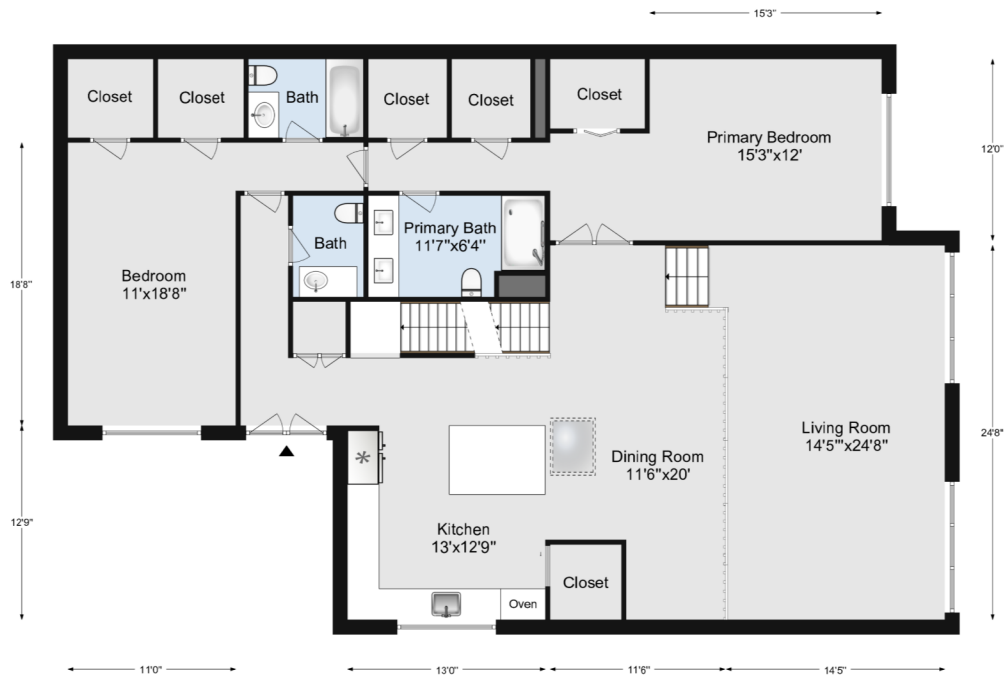 15'3"
Closet
Closet
Bath
Closet
Closet
Closet
Primary Bedroom
15'3"x12'
12'0"
Primary Bath
11'7"x6'4"
Bath
Bedroom
11'x18'8"
18'8"
Living Room
14'5"'x24'8"
24'8"
Dining Room
11'6"x20'
Kitchen
13'x12'9"
12'9"
Closet
Oven
11'0"
13'0"
11'6"
14'5"